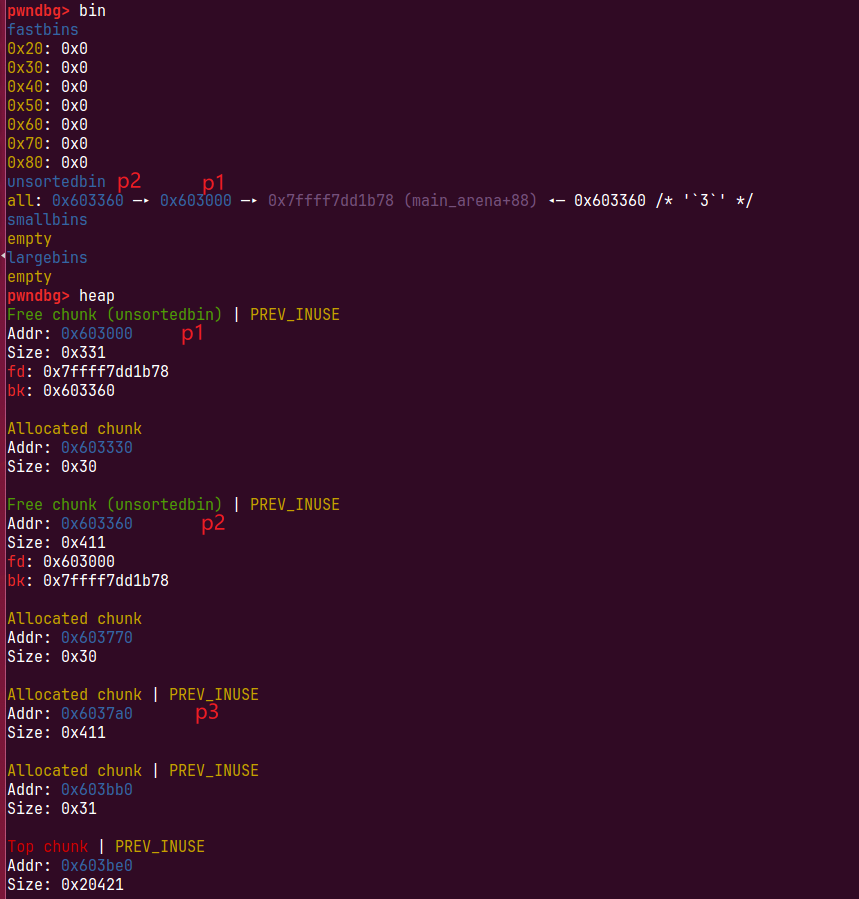 pwndbg> bin
fastbins
0x20: 0x0
0x30: 0x0
0x40: 0x0
0x50: 0x0
0x60: 0x0
0x70: 0x0
0x80: 0x0
unsortedbin p2 p1
all: 0x603360 —▸ 0x603000 —▸ 0x7ffff7dd1b78 (main_arena+88) ◂— 0x603360 /* '`3`' */
smallbins
empty
largebins
empty
pwndbg> heap
Free chunk (unsortedbin) | PREV_INUSE
Addr: 0x603000 p1
Size: 0x331
fd: 0x7ffff7dd1b78
bk: 0x603360
Allocated chunk
Addr: 0x603330
Size: 0x30
Free chunk (unsortedbin) | PREV_INUSE
Addr: 0x603360 p2
Size: 0x411
fd: 0x603000
bk: 0x7ffff7dd1b78
Allocated chunk
Addr: 0x603770
Size: 0x30
Allocated chunk | PREV_INUSE
Addr: 0x6037a0 p3
Size: 0x411
Allocated chunk | PREV_INUSE
Addr: 0x603bb0
Size: 0x31
Top chunk | PREV_INUSE
Addr: 0x603be0
Size: 0x20421